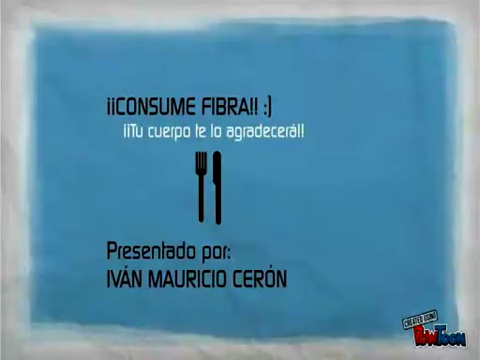 ¡¡CONSUME FIBRA!! :)
¡¡Tu cuerpo te lo agradecerá!!
Presentado por:
IVÁN MAURICIO CERÓN
CREATED USING
PowToon